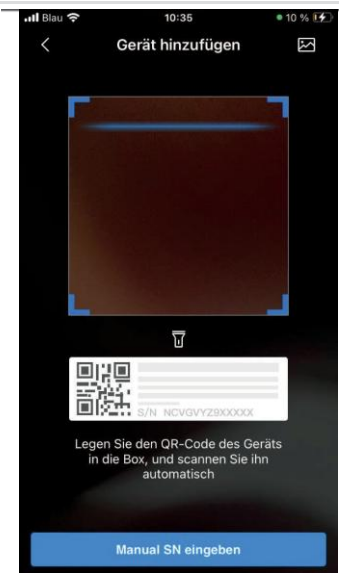 Blau 10:35 10 %
Gerät hinzufügen
S/N NCVGVYZ9XXXXX
Legen Sie den QR-Code des Geräts
in die Box, und scannen Sie ihn
automatisch
Manual SN eingeben